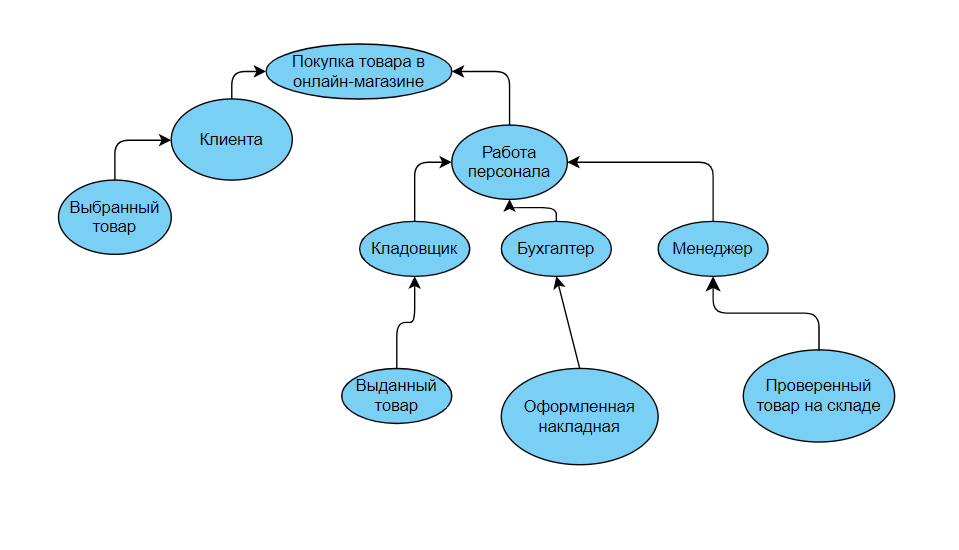 Покупка товара в
онлайн-магазине
Клиента
Работа
персонала
Выбранный
товар
Кладовщик
Бухгалтер
Менеджер
Выданный
товар
Оформленная
накладная
Проверенный
товар на складе